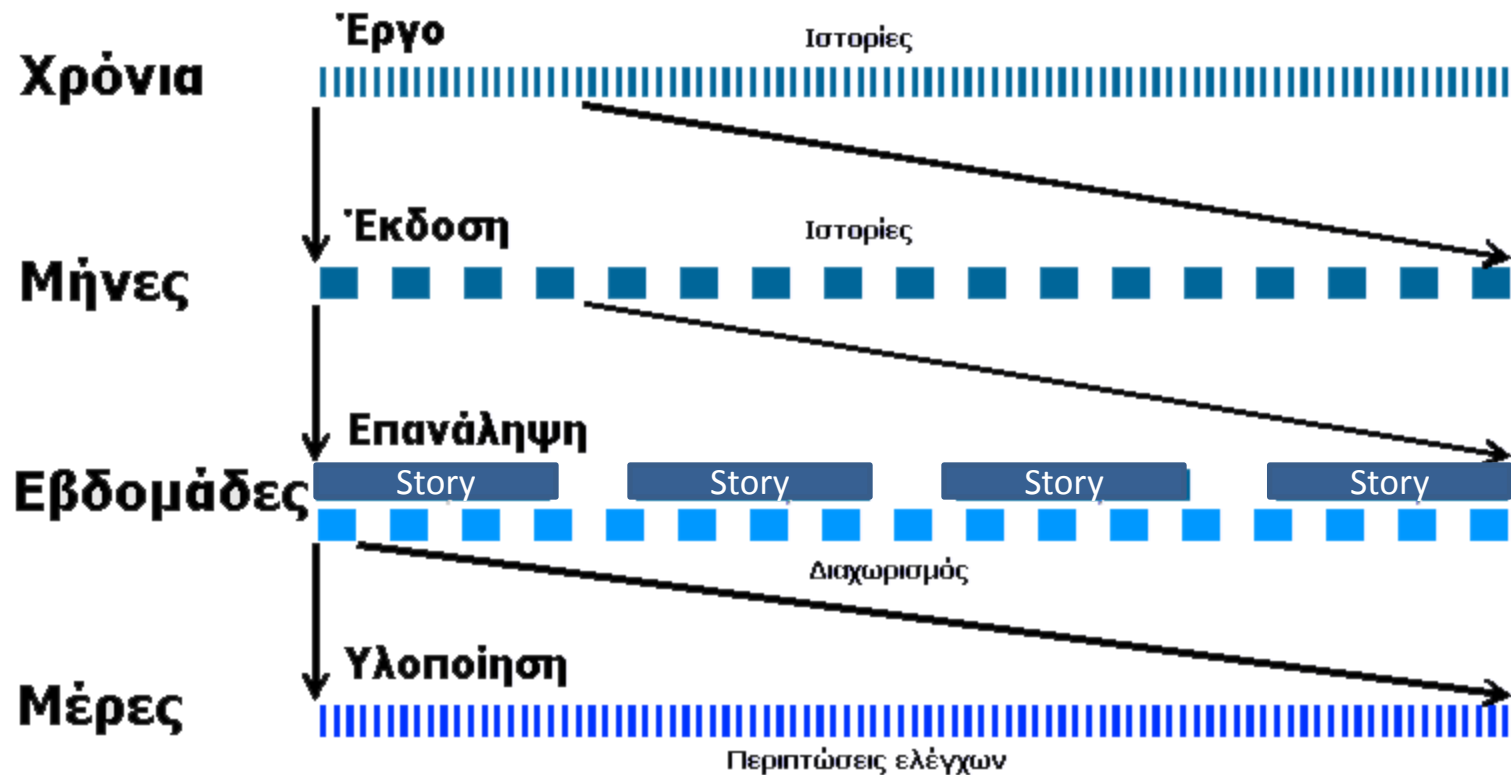 Έργο
Ιστορίες
Χρόνια
Έκδοση
Ιστορίες
Μήνες
Επανάληψη
Story Story Story Story
Εβδομάδες
Διαχωρισμός
Υλοποίηση
Μέρες
Περιπτώσεις ελέγχων